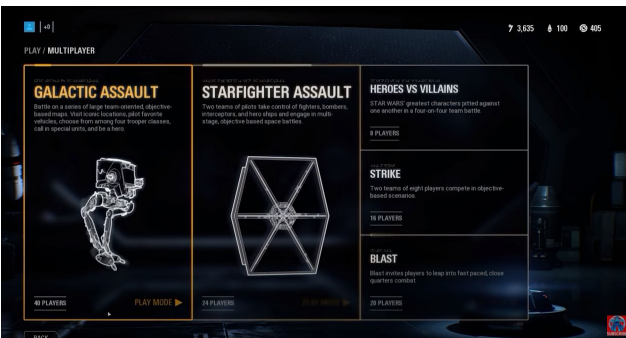 +0
3,635
100
405
PLAY / MULTIPLAYER
GALACTIC ASSAULT
Battle on a series of large team-oriented, objective-
based maps. Visit iconic locations, pilot favorite
vehicles, choose from among four trooper classes,
call in special units, and be a hero.
40 PLAYERS
PLAY MODE
STARFIGHTER ASSAULT
Two teams of pilots take control of fighters, bombers,
interceptors, and hero ships and engage in multi-
stage, objective based space battles.
24 PLAYERS
PLAY MODE
HEROES VS VILLAINS
STAR WARS' greatest characters pitted against
one another in a four-on-four team battle.
8 PLAYERS
STRIKE
Two teams of eight players compete in objective-
based scenarios.
16 PLAYERS
BLAST
Blast invites players to leap into fast paced, close
quarters combat.
20 PLAYERS
BACK
SUBSCRIBE